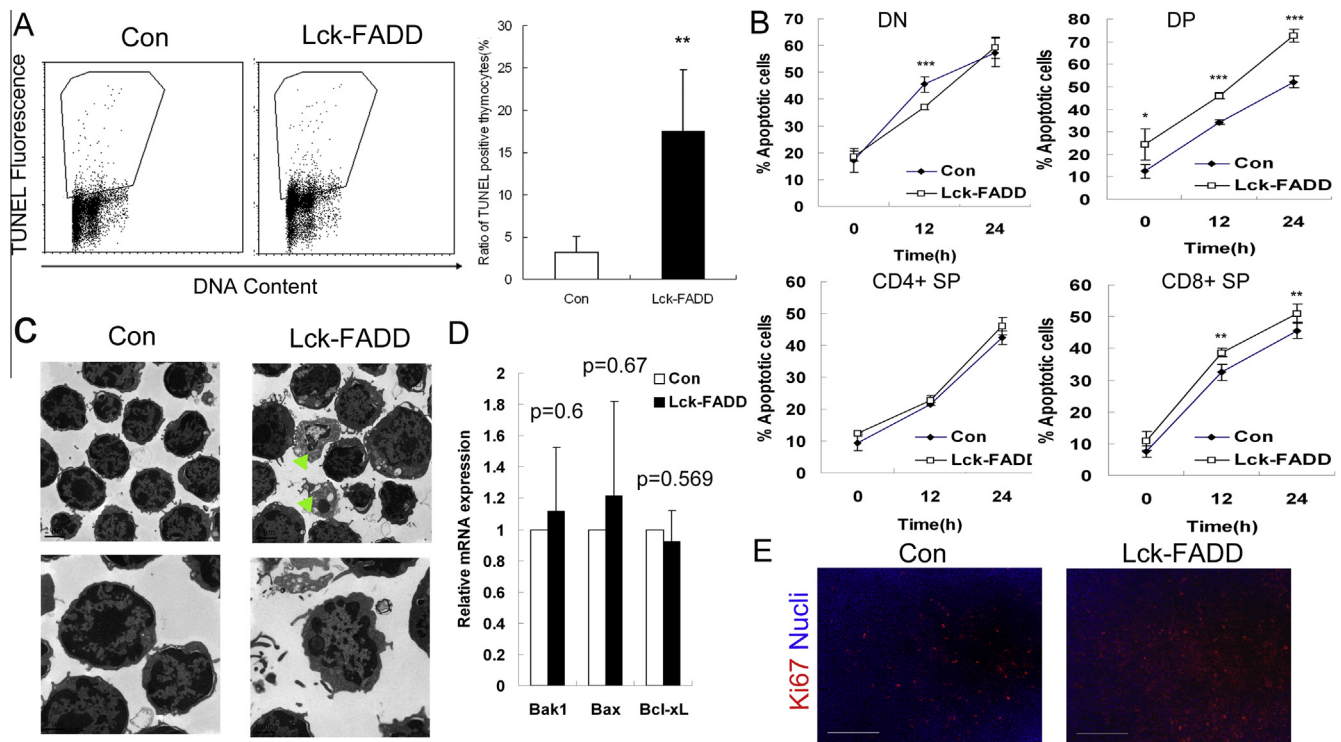 A
Con
Lck-FADD
TUNEL Fluorescence
DNA Content
Ratio of TUNEL positive thymocytes(%
30
25
20
15
10
5
0
**
Con
Lck-FADD
B
DN
% Apoptotic cells
70
60
50
40
30
20
10
0
***
Con
Lck-FADD
0 12 24
Time(h)
DP
% Apoptotic cells
80
70
60
50
40
30
20
10
0
*
***
***
Con
Lck-FADD
0 12 24
Time(h)
CD4+ SP
% Apoptotic cells
60
50
40
30
20
10
0
Con
Lck-FADD
0 12 24
Time(h)
CD8+ SP
% Apoptotic cells
60
50
40
30
20
10
0
**
**
Con
Lck-FADD
0 12 24
Time(h)
C
Con
Lck-FADD
D
Relative mRNA expression
2
1.8
1.6
1.4
1.2
1
0.8
0.6
0.4
0.2
0
p=0.6
p=0.67
p=0.569
Con
Lck-FADD
Bak1 Bax Bcl-xL
E
Con
Lck-FADD
Ki67 Nucli